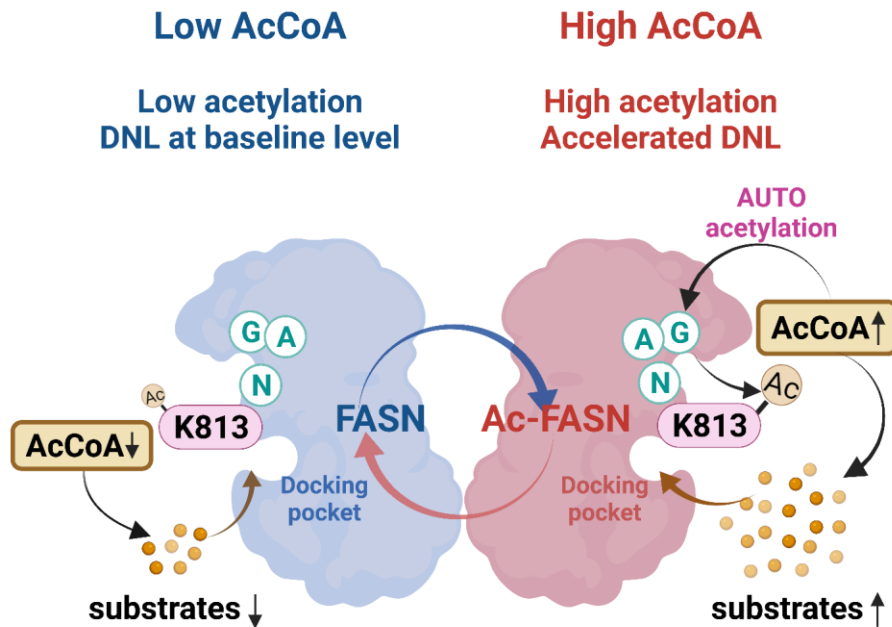 Low AcCoA
Low acetylation
DNL at baseline level
G A
N
Ac
K813
AcCoA↓
FASN
Docking
pocket
substrates↓
High AcCoA
High acetylation
Accelerated DNL
AUTO
acetylation
AcCoA↑
A G
N
Ac
K813
Ac-FASN
Docking
pocket
substrates↑